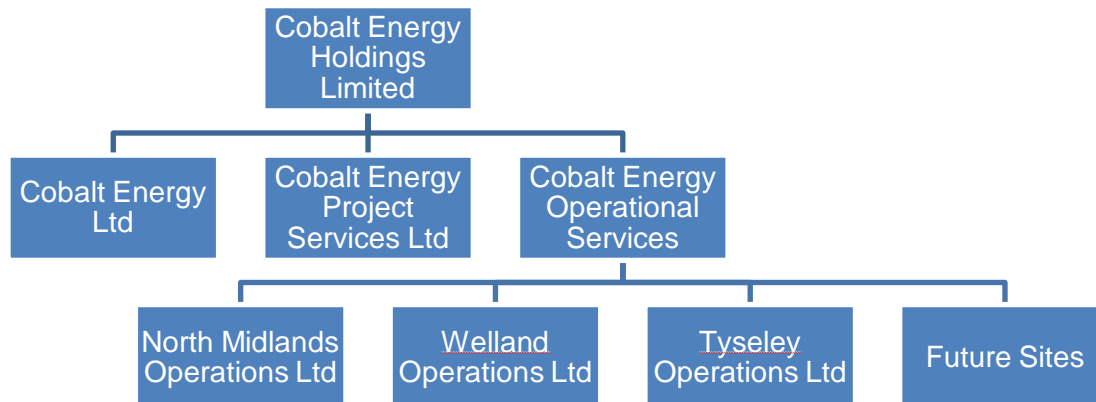 Cobalt Energy
Holdings
Limited
Cobalt Energy
Ltd
Cobalt Energy
Project
Services Ltd
Cobalt Energy
Operational
Services
North Midlands
Operations Ltd
Welland
Operations Ltd
Tyseley
Operations Ltd
Future Sites